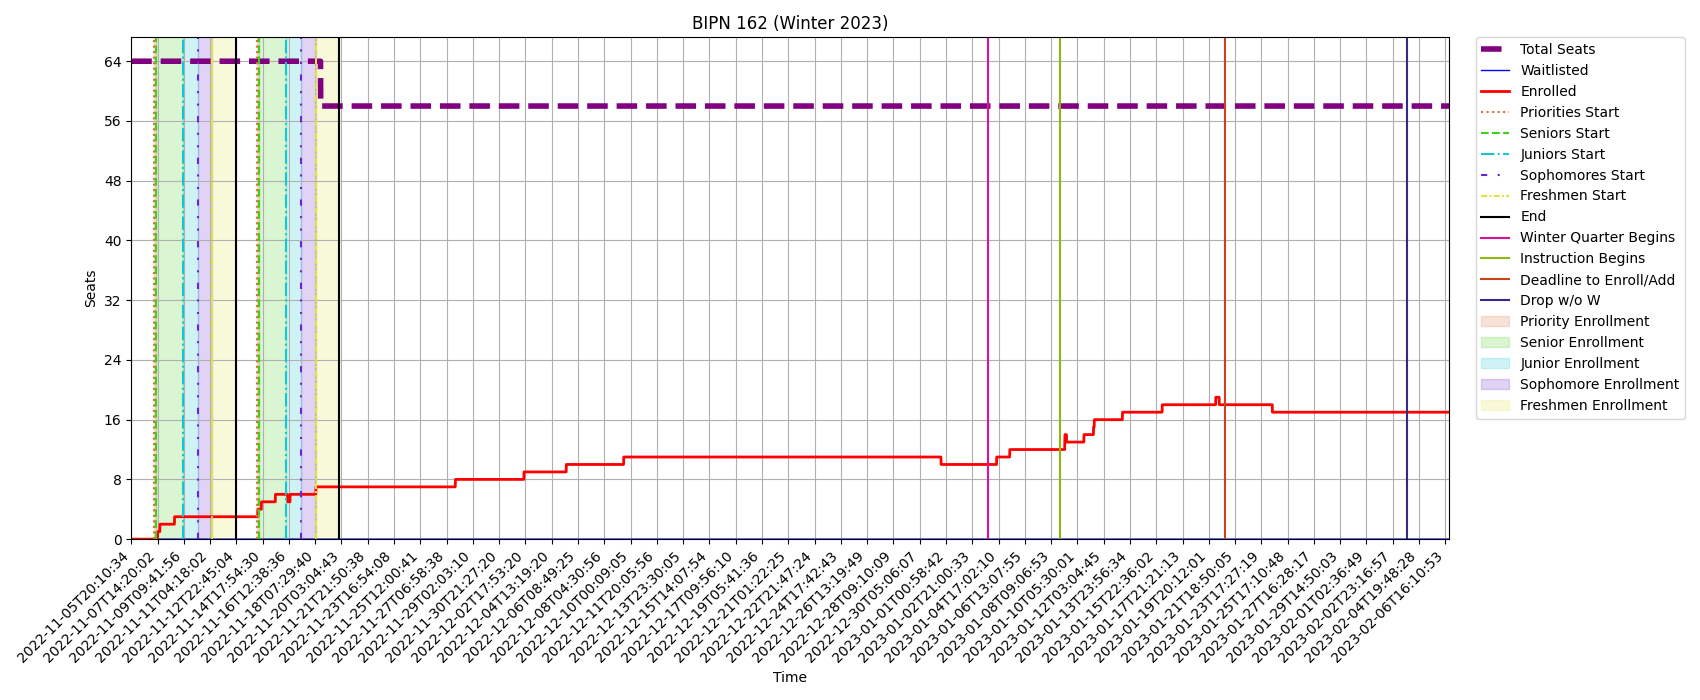 BIPN 162 (Winter 2023)
Seats
64
56
48
40
32
24
16
8
0
2022-11-05T20:10:34
2022-11-07T14:20:02
2022-11-09T09:41:56
2022-11-11T04:18:02
2022-11-12T22:45:04
2022-11-14T17:54:30
2022-11-16T12:38:36
2022-11-18T07:29:40
2022-11-20T03:04:43
2022-11-21T21:50:38
2022-11-23T16:54:08
2022-11-25T12:00:41
2022-11-27T06:58:38
2022-11-29T02:03:10
2022-11-30T21:27:20
2022-12-02T17:53:20
2022-12-04T13:19:20
2022-12-06T08:49:25
2022-12-08T04:30:56
2022-12-10T00:09:05
2022-12-11T20:05:56
2022-12-13T23:30:05
2022-12-15T14:07:54
2022-12-17T09:56:10
2022-12-19T05:41:36
2022-12-21T01:22:25
2022-12-22T21:47:24
2022-12-24T17:42:43
2022-12-26T13:19:49
2022-12-28T09:10:09
2022-12-30T05:06:07
2023-01-01T00:58:42
2023-01-02T21:00:33
2023-01-04T17:02:10
2023-01-06T13:07:55
2023-01-08T09:06:53
2023-01-10T05:30:01
2023-01-12T03:04:45
2023-01-13T23:56:34
2023-01-15T22:36:02
2023-01-17T21:21:13
2023-01-19T20:12:01
2023-01-21T18:50:05
2023-01-23T17:27:19
2023-01-25T17:10:48
2023-01-27T16:28:17
2023-01-29T14:50:03
2023-02-01T02:36:49
2023-02-02T23:16:57
2023-02-04T19:48:28
2023-02-06T16:10:53
Time
Total Seats
Waitlisted
Enrolled
Priorities Start
Seniors Start
Juniors Start
Sophomores Start
Freshmen Start
End
Winter Quarter Begins
Instruction Begins
Deadline to Enroll/Add
Drop w/o W
Priority Enrollment
Senior Enrollment
Junior Enrollment
Sophomore Enrollment
Freshmen Enrollment